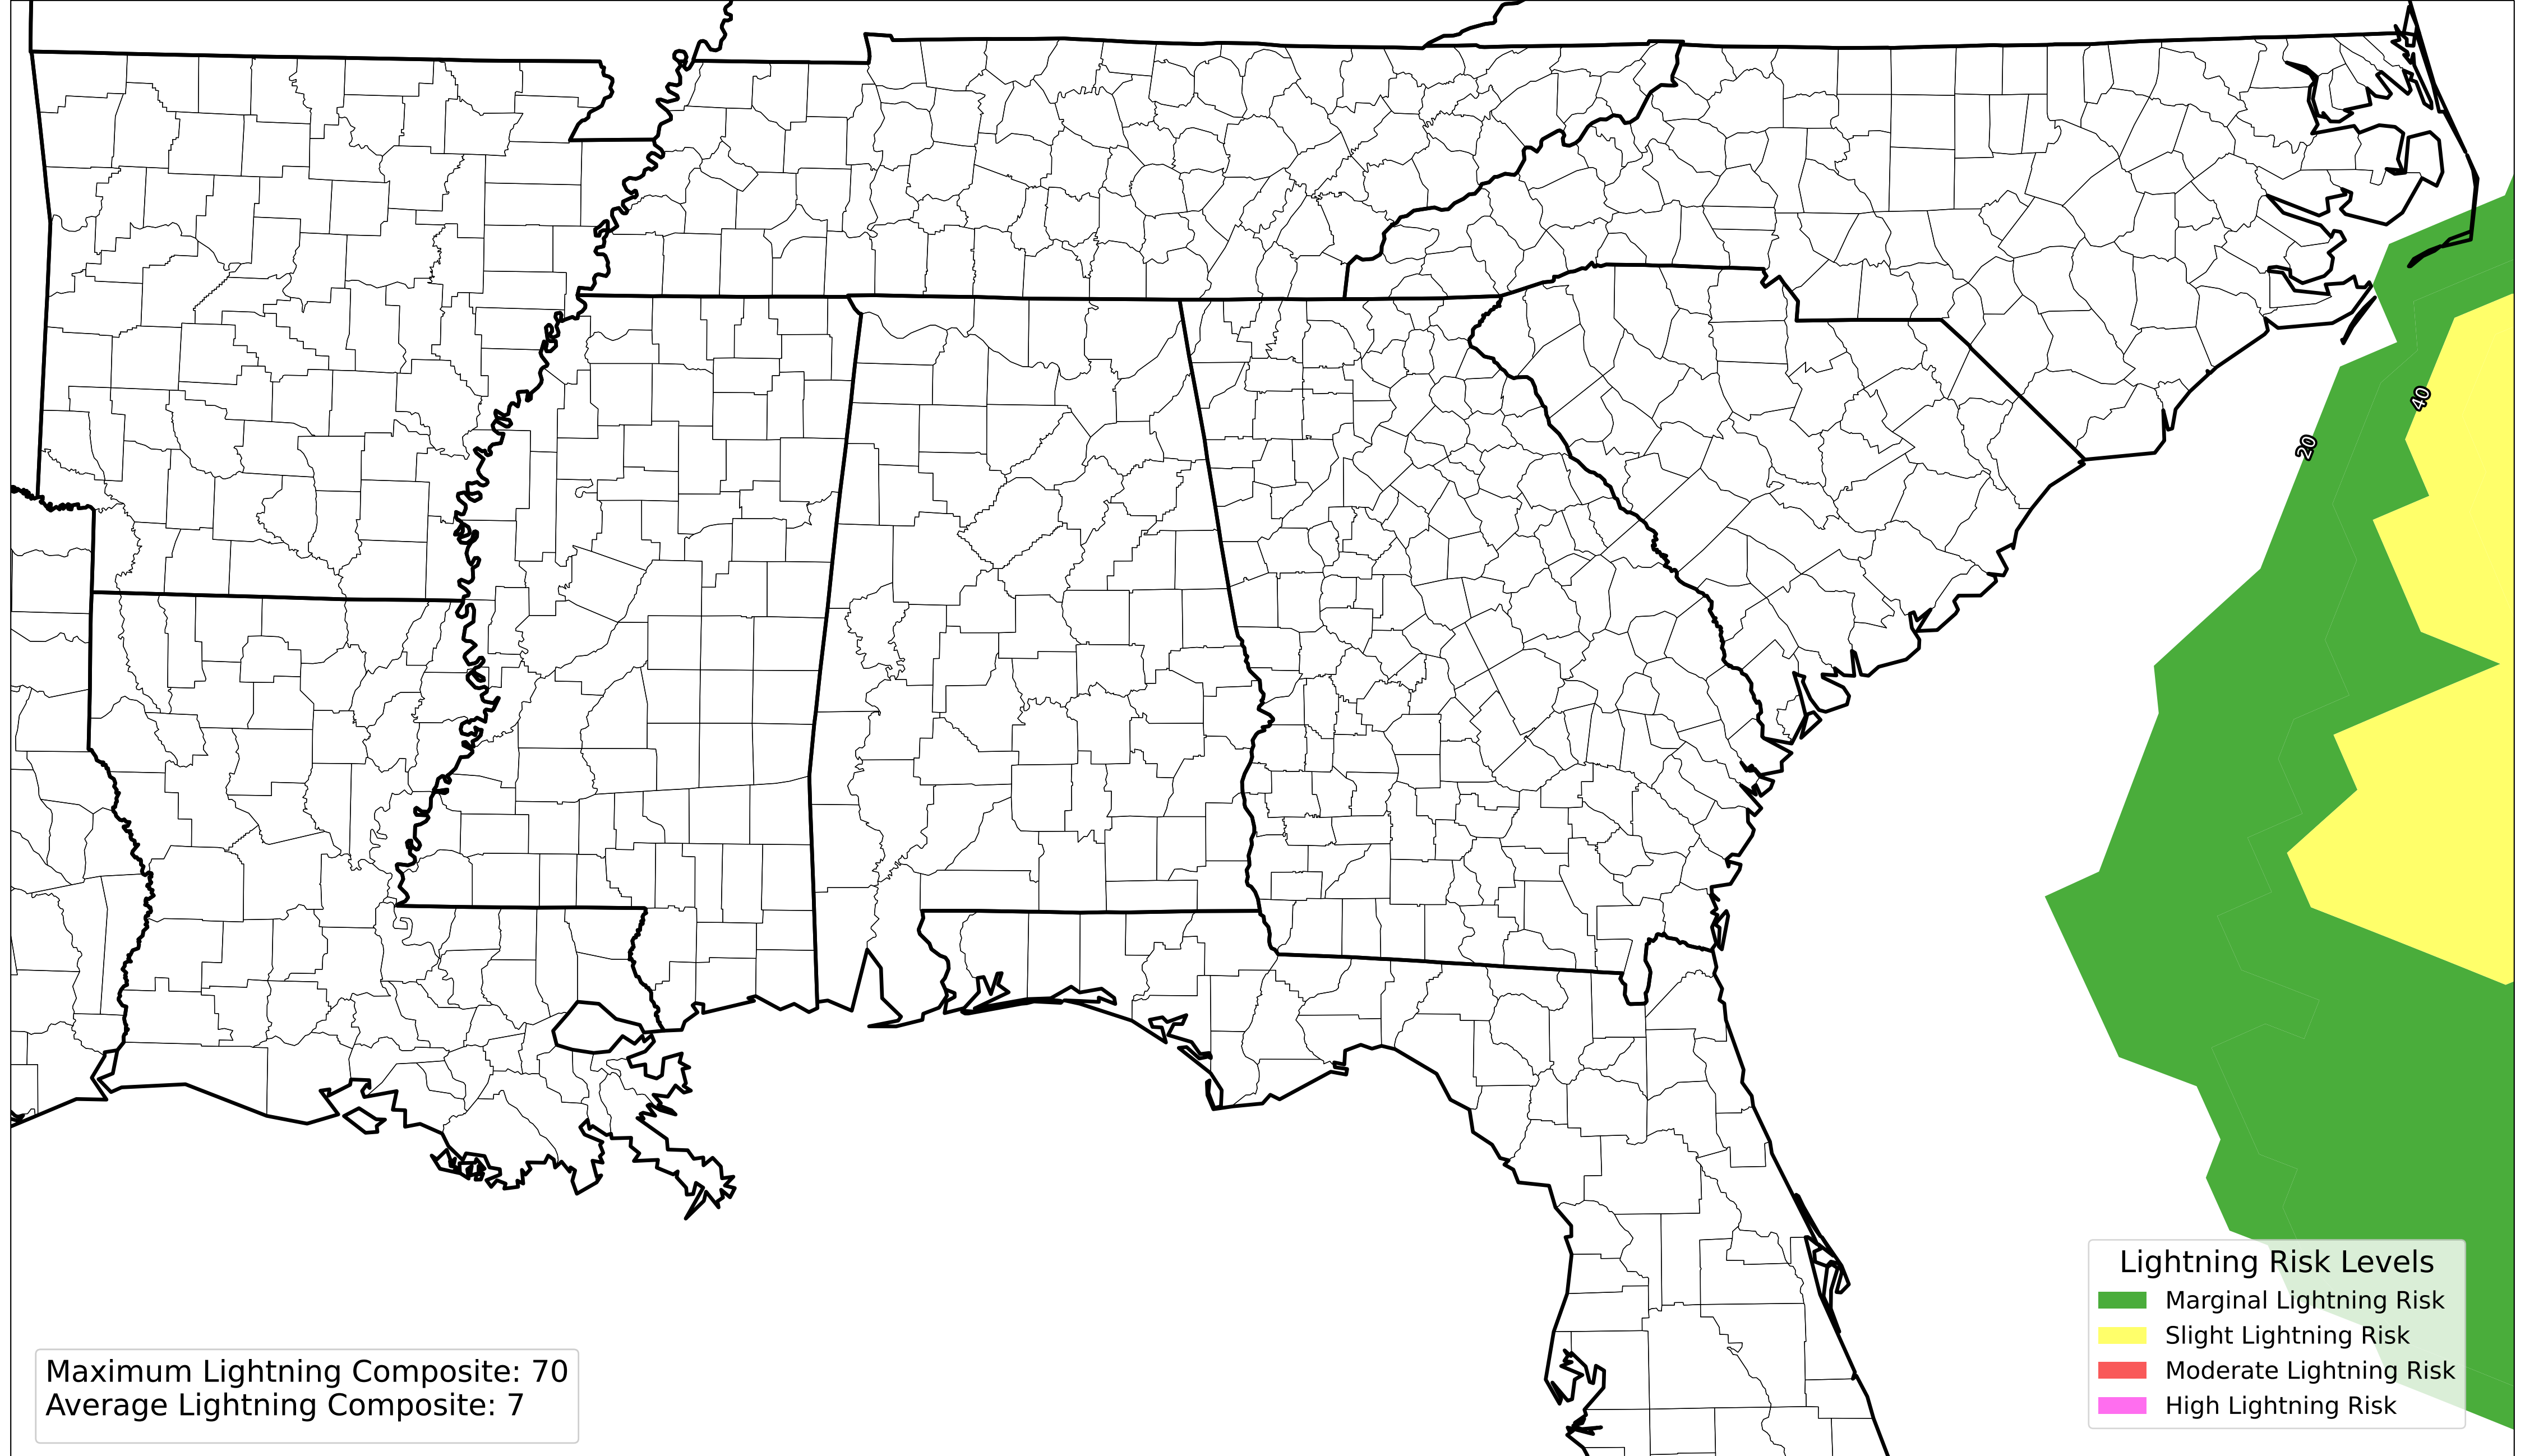 40
20
Lightning Risk Levels
Marginal Lightning Risk
Slight Lightning Risk
Moderate Lightning Risk
High Lightning Risk
Maximum Lightning Composite: 70
Average Lightning Composite: 7